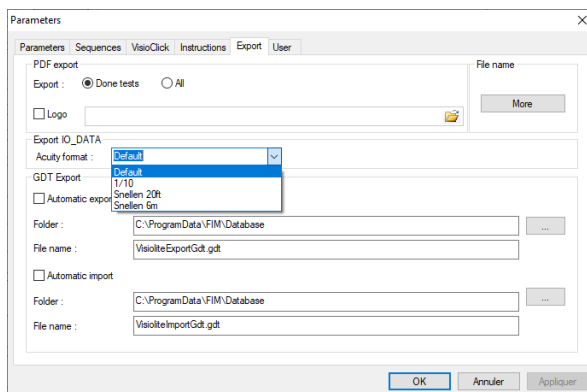 Parameters
Parameters Sequences VisioClick Instructions Export User
PDF export
File name
Export : Done tests All
More
Logo
Export IO_DATA
Acuity format : Default
Default
1/10
Snellen 20ft
Snellen 6m
GDT Export
Automatic expor
Folder : C:\ProgramData\FIM\Database ...
File name : VisioliteExportGdt.gdt
Automatic import
Folder : C:\ProgramData\FIM\Database ...
File name : VisioliteImportGdt.gdt
OK Annuler Appliquer